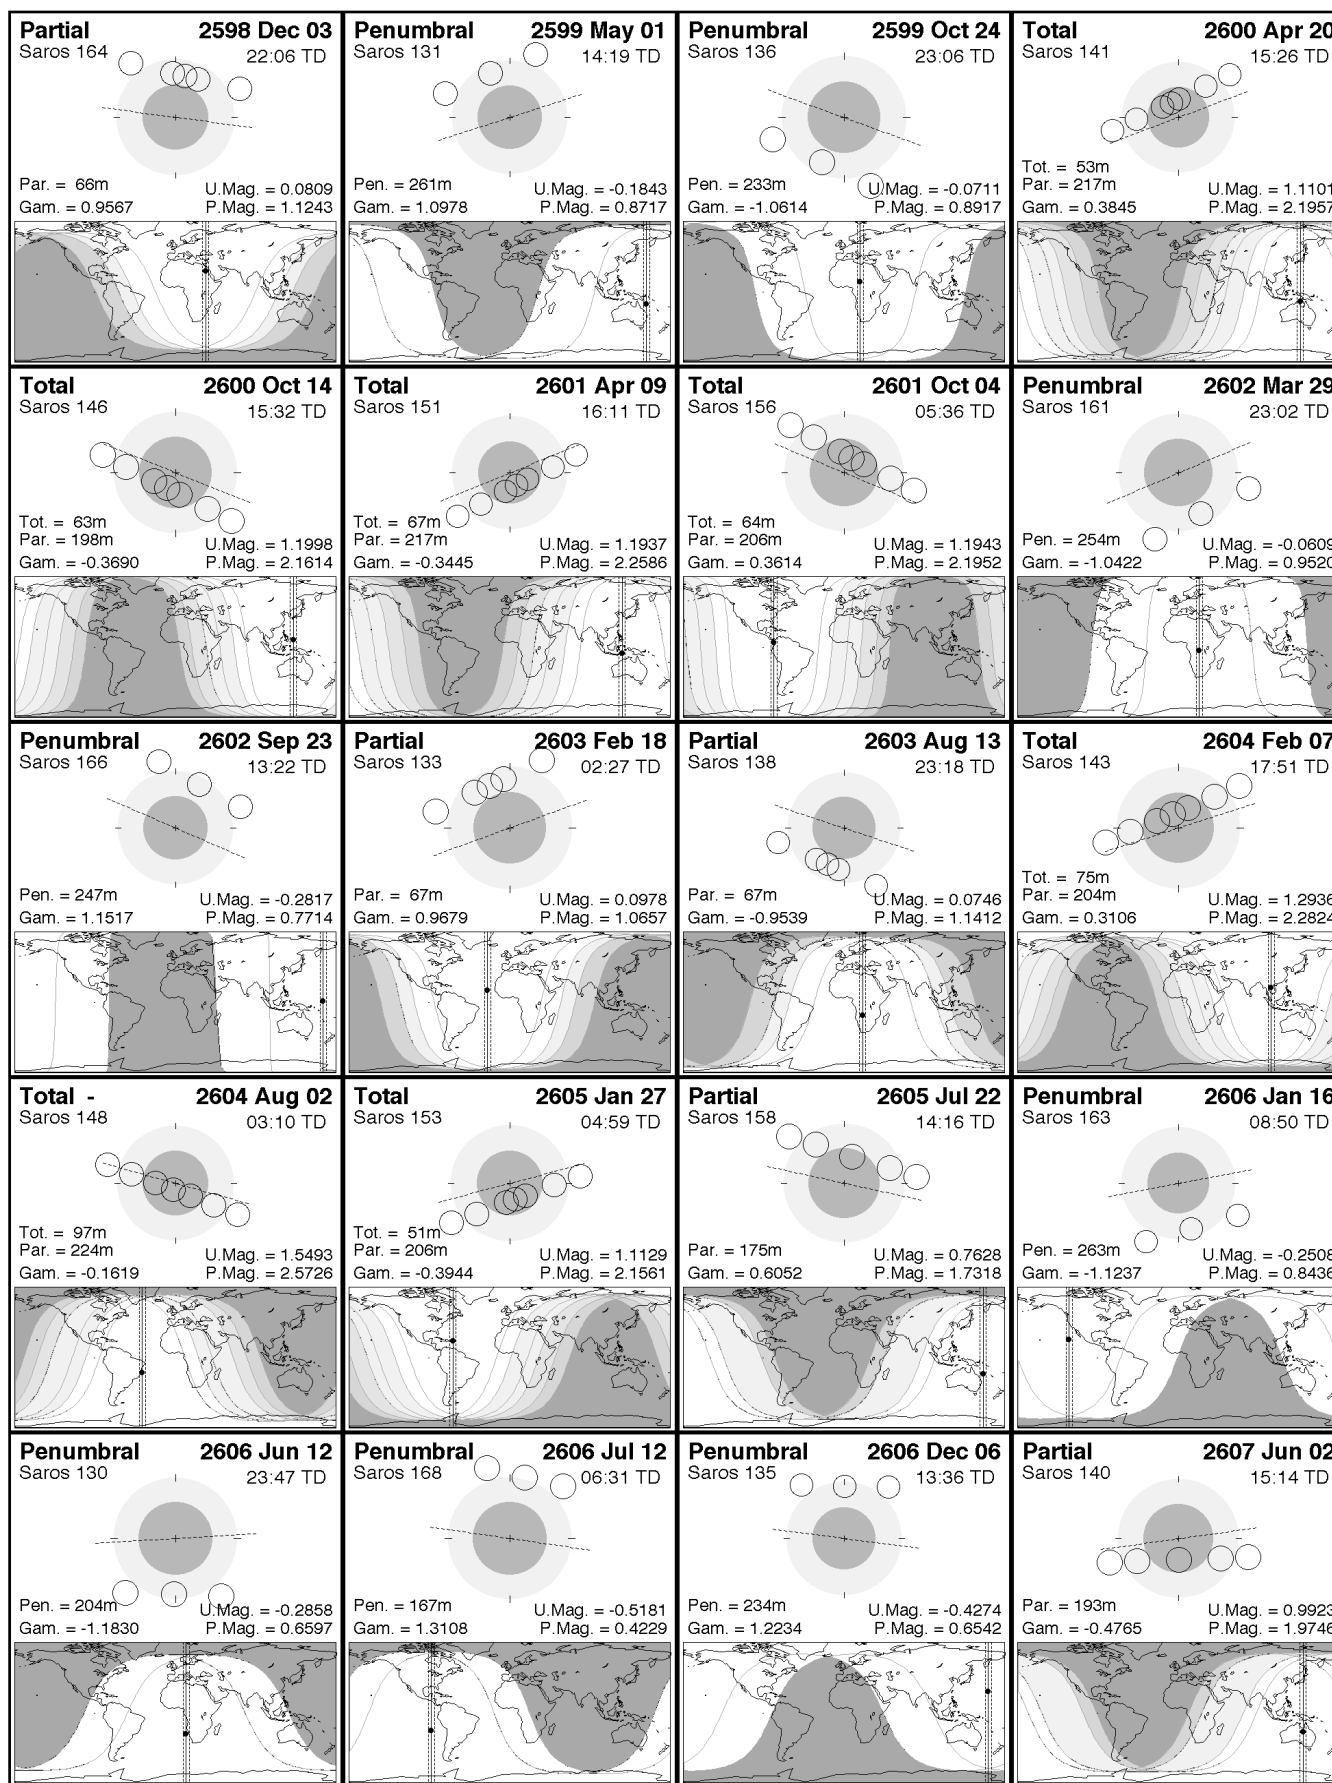 Partial 2598 Dec 03
Saros 164 22:06 TD
Par. = 66m U.Mag. = 0.0809
Gam. = 0.9567 P.Mag. = 1.1243
Penumbral 2599 May 01
Saros 131 14:19 TD
Pen. = 261m U.Mag. = -0.1843
Gam. = 1.0978 P.Mag. = 0.8717
Penumbral 2599 Oct 24
Saros 136 23:06 TD
Pen. = 233m U.Mag. = -0.0711
Gam. = -1.0614 P.Mag. = 0.8917
Total 2600 Apr 20
Saros 141 15:26 TD
Tot. = 53m
Par. = 217m U.Mag. = 1.1101
Gam. = 0.3845 P.Mag. = 2.1957
Total 2600 Oct 14
Saros 146 15:32 TD
Tot. = 63m
Par. = 198m U.Mag. = 1.1998
Gam. = -0.3690 P.Mag. = 2.1614
Total 2601 Apr 09
Saros 151 16:11 TD
Tot. = 67m
Par. = 217m U.Mag. = 1.1937
Gam. = -0.3445 P.Mag. = 2.2586
Total 2601 Oct 04
Saros 156 05:36 TD
Tot. = 64m
Par. = 206m U.Mag. = 1.1943
Gam. = 0.3614 P.Mag. = 2.1952
Penumbral 2602 Mar 29
Saros 161 23:02 TD
Pen. = 254m U.Mag. = -0.0609
Gam. = -1.0422 P.Mag. = 0.9520
Penumbral 2602 Sep 23
Saros 166 13:22 TD
Pen. = 247m U.Mag. = -0.2817
Gam. = 1.1517 P.Mag. = 0.7714
Partial 2603 Feb 18
Saros 133 02:27 TD
Par. = 67m U.Mag. = 0.0978
Gam. = 0.9679 P.Mag. = 1.0657
Partial 2603 Aug 13
Saros 138 23:18 TD
Par. = 67m U.Mag. = 0.0746
Gam. = -0.9539 P.Mag. = 1.1412
Total 2604 Feb 07
Saros 143 17:51 TD
Tot. = 75m
Par. = 204m U.Mag. = 1.2936
Gam. = 0.3106 P.Mag. = 2.2824
Total - 2604 Aug 02
Saros 148 03:10 TD
Tot. = 97m
Par. = 224m U.Mag. = 1.5493
Gam. = -0.1619 P.Mag. = 2.5726
Total 2605 Jan 27
Saros 153 04:59 TD
Tot. = 51m
Par. = 206m U.Mag. = 1.1129
Gam. = -0.3944 P.Mag. = 2.1561
Partial 2605 Jul 22
Saros 158 14:16 TD
Par. = 175m U.Mag. = 0.7628
Gam. = 0.6052 P.Mag. = 1.7318
Penumbral 2606 Jan 16
Saros 163 08:50 TD
Pen. = 263m U.Mag. = -0.2508
Gam. = -1.1237 P.Mag. = 0.8436
Penumbral 2606 Jun 12
Saros 130 23:47 TD
Pen. = 204m U.Mag. = -0.2858
Gam. = -1.1830 P.Mag. = 0.6597
Penumbral 2606 Jul 12
Saros 168 06:31 TD
Pen. = 167m U.Mag. = -0.5181
Gam. = 1.3108 P.Mag. = 0.4229
Penumbral 2606 Dec 06
Saros 135 13:36 TD
Pen. = 234m U.Mag. = -0.4274
Gam. = 1.2234 P.Mag. = 0.6542
Partial 2607 Jun 02
Saros 140 15:14 TD
Par. = 193m U.Mag. = 0.9923
Gam. = -0.4765 P.Mag. = 1.9746